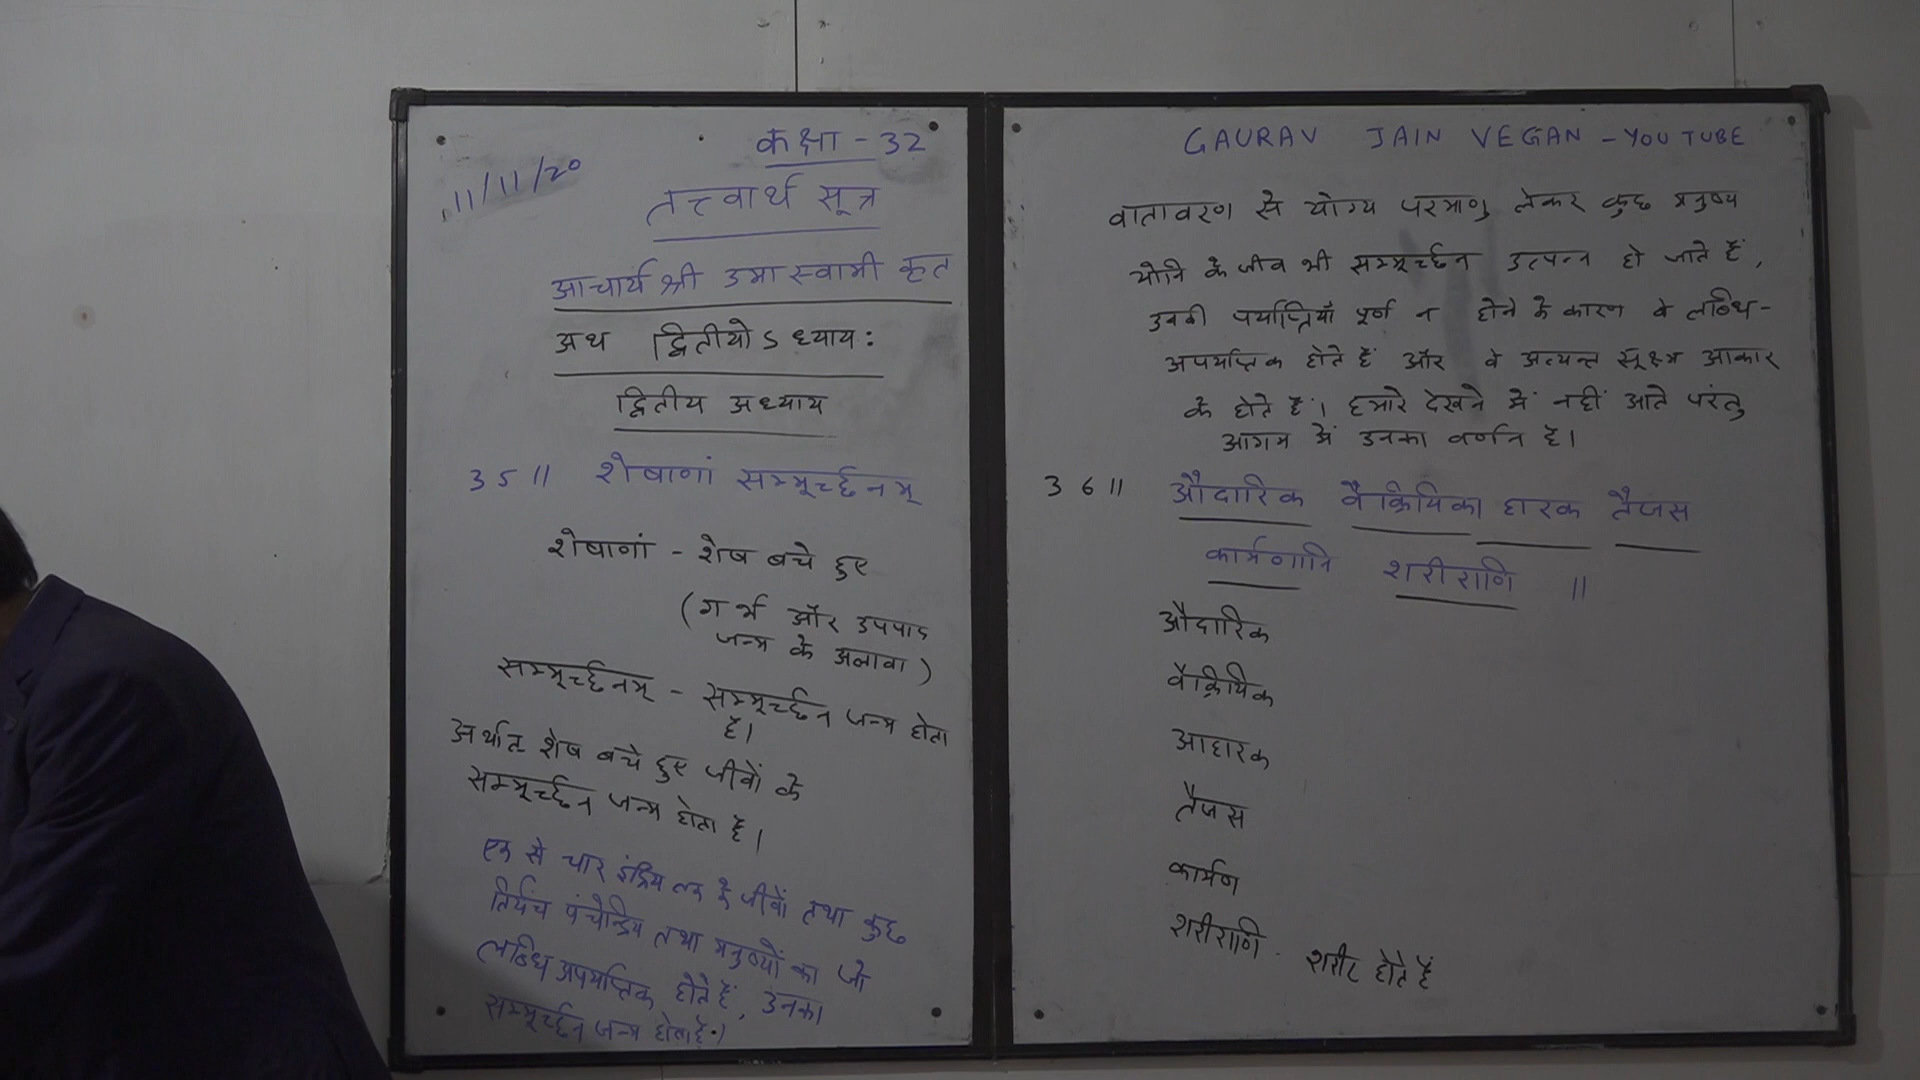 11/11/20
कक्षा - 32
तत्त्वार्थ सूत्र
आचार्य श्री उमास्वामी कृत
अथ द्वितीयोऽध्यायः
द्वितीय अध्याय
35॥ शेषाणां सम्मूर्च्छनम्
शेषाणां - शेष बचे हुए
(गर्भ और उपपाद
जन्म के अलावा)
सम्मूर्च्छनम् - सम्मूर्च्छन जन्म होता
है।
अर्थात् शेष बचे हुए जीवों के
सम्मूर्च्छन जन्म होता है।
एक से चार इंद्रिय तक के जीवों तथा कुछ
तिर्यंच पंचेन्द्रिय तथा मनुष्यों का जो
लब्धि अपर्याप्तक होते हैं, उनका
सम्मूर्च्छन जन्म होता है।
GAURAV JAIN VEGAN - YOUTUBE
वातावरण से योग्य परमाणु लेकर कुछ मनुष्य
योनि के जीव भी सम्मूर्च्छन उत्पन्न हो जाते हैं,
उनकी पर्याप्तियाँ पूर्ण न होने के कारण वे लब्धि-
अपर्याप्तक होते हैं और वे अत्यन्त सूक्ष्म आकार
के होते हैं। हमारे देखने में नहीं आते परंतु
आगम में उनका वर्णन है।
36॥ औदारिक वैक्रियिका हारक तैजस
कार्मणानि शरीराणि ॥
औदारिक
वैक्रियिक
आहारक
तैजस
कार्मण
शरीराणि - शरीर होते हैं